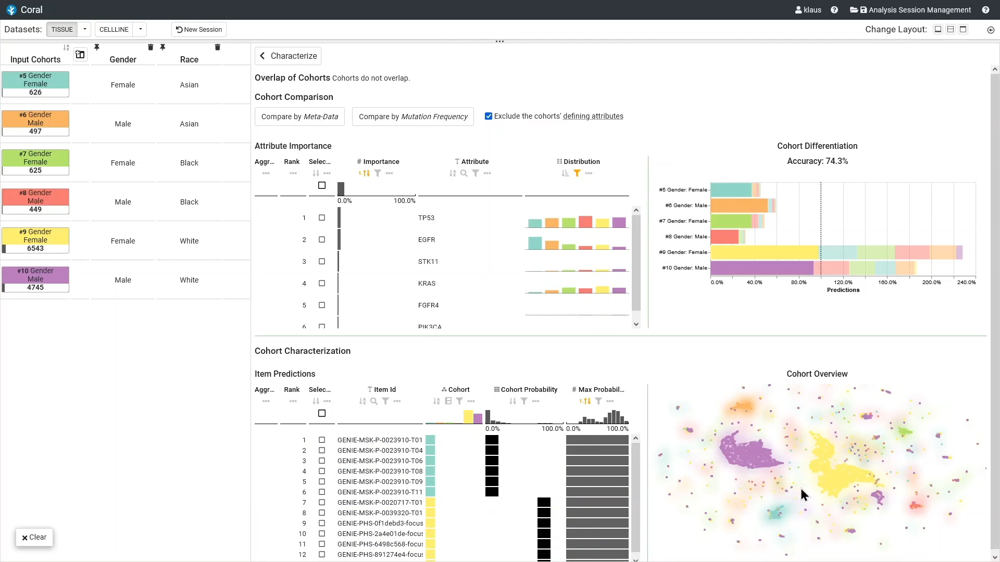 Coral
klaus
Analysis Session Management
Datasets:
TISSUE
CELLLINE
New Session
Change Layout:
Input Cohorts
Gender
Race
#5 Gender
Female
626
Female
Asian
#6 Gender
Male
497
Male
Asian
#7 Gender
Female
625
Female
Black
#8 Gender
Male
449
Male
Black
#9 Gender
Female
6543
Female
White
#10 Gender
Male
4745
Male
White
Clear
Characterize
Overlap of Cohorts Cohorts do not overlap.
Cohort Comparison
Compare by Meta-Data
Compare by Mutation Frequency
Exclude the cohorts' defining attributes
Attribute Importance
Aggr... Rank Selec... # Importance Attribute Distribution
0.0% 100.0%
1 TP53
2 EGFR
3 STK11
4 KRAS
5 FGFR4
6 PIK3CA
Cohort Differentiation
Accuracy: 74.3%
#5 Gender: Female
#6 Gender: Male
#7 Gender: Female
#8 Gender: Male
#9 Gender: Female
#10 Gender: Male
0.0% 40.0% 80.0% 120.0% 160.0% 200.0% 240.0%
Predictions
Cohort Characterization
Item Predictions
Aggr... Rank Selec... Item Id Cohort Cohort Probability # Max Probabil...
0.0% 100.0% 0.0% 100.0%
1 GENIE-MSK-P-0023910-T01
2 GENIE-MSK-P-0023910-T04
3 GENIE-MSK-P-0023910-T06
4 GENIE-MSK-P-0023910-T08
5 GENIE-MSK-P-0023910-T09
6 GENIE-MSK-P-0023910-T11
7 GENIE-MSK-P-0020717-T01
8 GENIE-MSK-P-0039320-T01
9 GENIE-PHS-0f1debd3-focus
10 GENIE-PHS-2a4e01de-focus
11 GENIE-PHS-6498c568-focus
12 GENIE-PHS-891274e4-focus
Cohort Overview